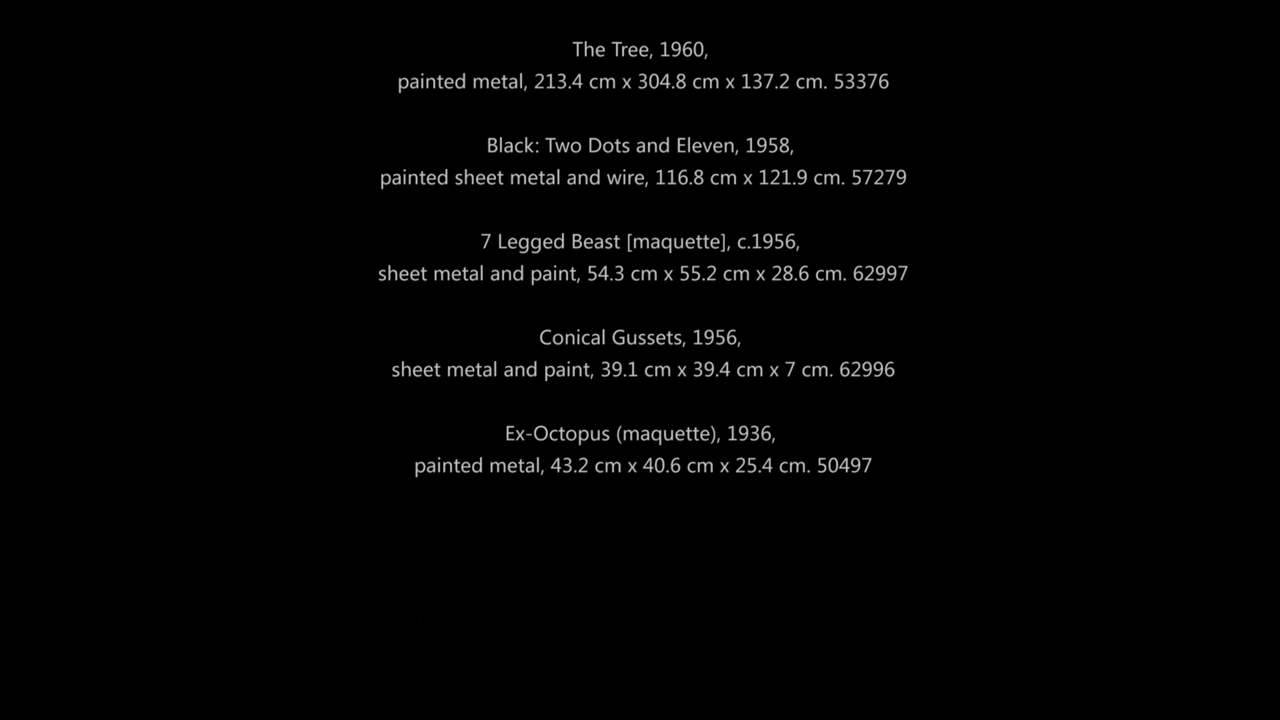 The Tree, 1960,
painted metal, 213.4 cm x 304.8 cm x 137.2 cm. 53376
Black: Two Dots and Eleven, 1958,
painted sheet metal and wire, 116.8 cm x 121.9 cm. 57279
7 Legged Beast [maquette], c.1956,
sheet metal and paint, 54.3 cm x 55.2 cm x 28.6 cm. 62997
Conical Gussets, 1956,
sheet metal and paint, 39.1 cm x 39.4 cm x 7 cm. 62996
Ex-Octopus (maquette), 1936,
painted metal, 43.2 cm x 40.6 cm x 25.4 cm. 50497